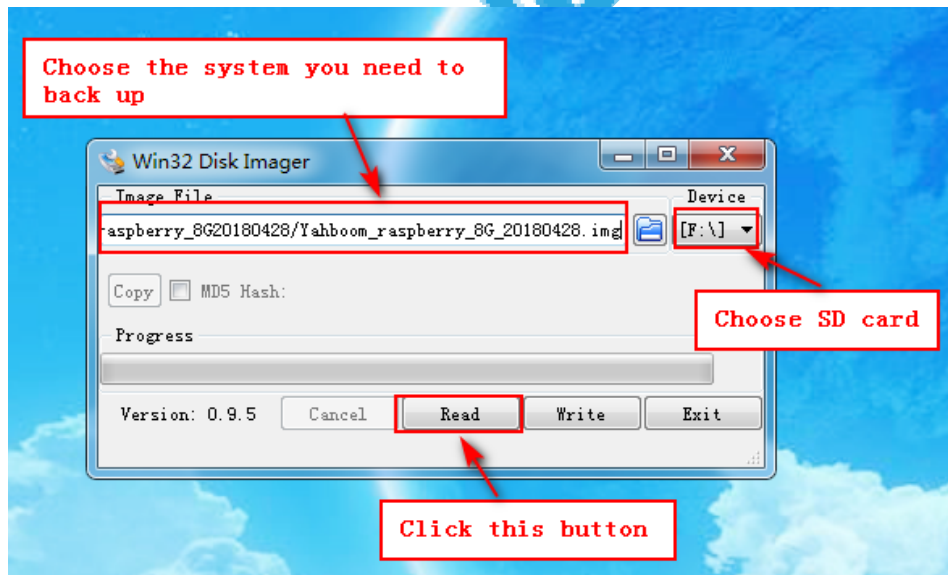 Choose the system you need to
back up
Win32 Disk Imager
Image File
Device
raspberry_8G20180428/Yahboom_raspberry_8G_20180428.img
[F:\]
Copy
MD5 Hash:
Choose SD card
Progress
Version: 0.9.5
Cancel
Read
Write
Exit
Click this button